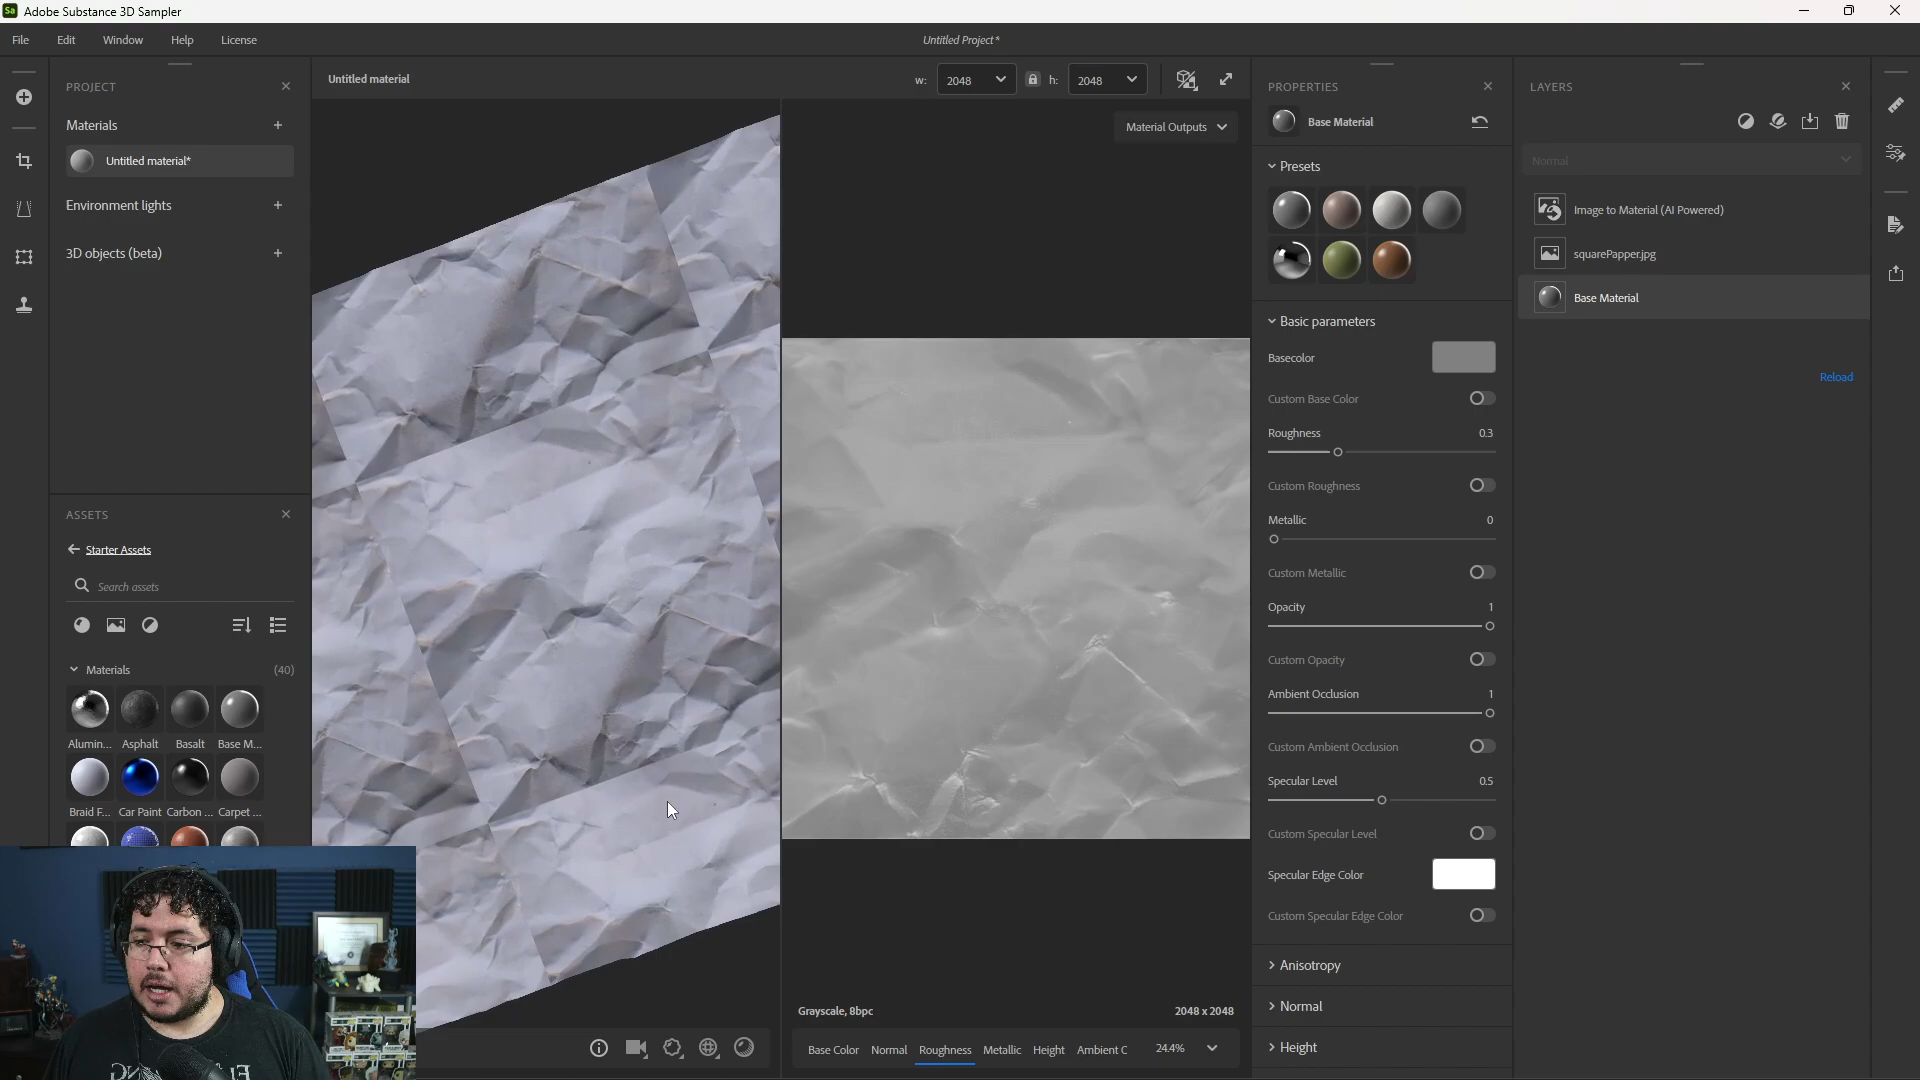 Sa Adobe Substance 3D Sampler
File Edit Window Help License
Untitled Project*
PROJECT
Materials
Untitled material*
Environment lights
3D objects (beta)
ASSETS
Starter Assets
Search assets
Materials (40)
Alumin... Asphalt Basalt Base M...
Braid F... Car Paint Carbon ... Carpet ...
Untitled material
w: 2048 h: 2048
Material Outputs
Grayscale, 8bpc 2048 x 2048
Base Color Normal Roughness Metallic Height Ambient C 24.4%
PROPERTIES
Base Material
Presets
Basic parameters
Basecolor
Custom Base Color
Roughness 0.3
Custom Roughness
Metallic 0
Custom Metallic
Opacity 1
Custom Opacity
Ambient Occlusion 1
Custom Ambient Occlusion
Specular Level 0.5
Custom Specular Level
Specular Edge Color
Custom Specular Edge Color
Anisotropy
Normal
Height
LAYERS
Normal
Image to Material (AI Powered)
squarePapper.jpg
Base Material
Reload